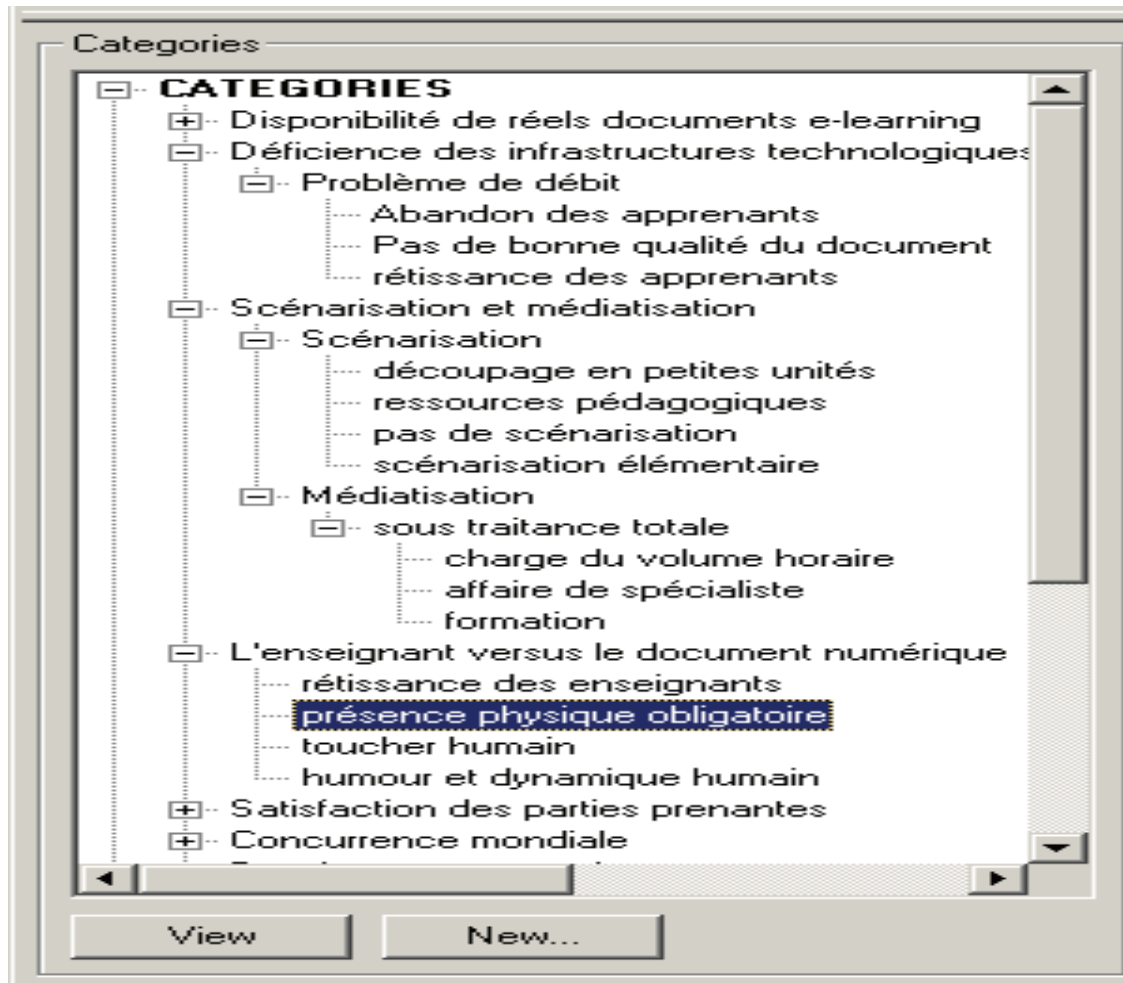 Categories
CATEGORIES
Disponibilité de réels documents e-learning
Déficience des infrastructures technologiques
Problème de débit
Abandon des apprenants
Pas de bonne qualité du document
rétissance des apprenants
Scénarisation et médiatisation
Scénarisation
découpage en petites unités
ressources pédagogiques
pas de scénarisation
scénarisation élémentaire
Médiatisation
sous traitance totale
charge du volume horaire
affaire de spécialiste
formation
L'enseignant versus le document numérique
rétissance des enseignants
présence physique obligatoire
toucher humain
humour et dynamique humain
Satisfaction des parties prenantes
Concurrence mondiale
View
New...